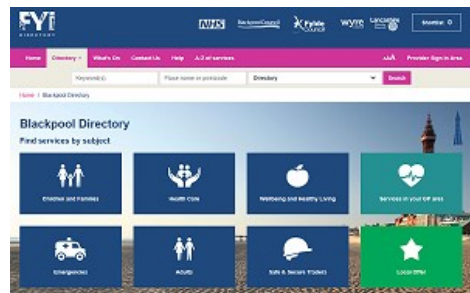 FYi
DIRECTORY
NHS
Blackpool Council
Fylde Council
wyre
Lancashire
Shortlist 0
Home Directory What's On Contact Us Help A-Z of services
AAA Provider Sign in Area
Keyword(s)
Place name or postcode
Directory
Search
Home / Blackpool Directory
Blackpool Directory
Find services by subject
Children and Families
Health Care
Wellbeing and Healthy Living
Services in your GP area
Emergencies
Adults
Safe & Secure Traders
Local Offer